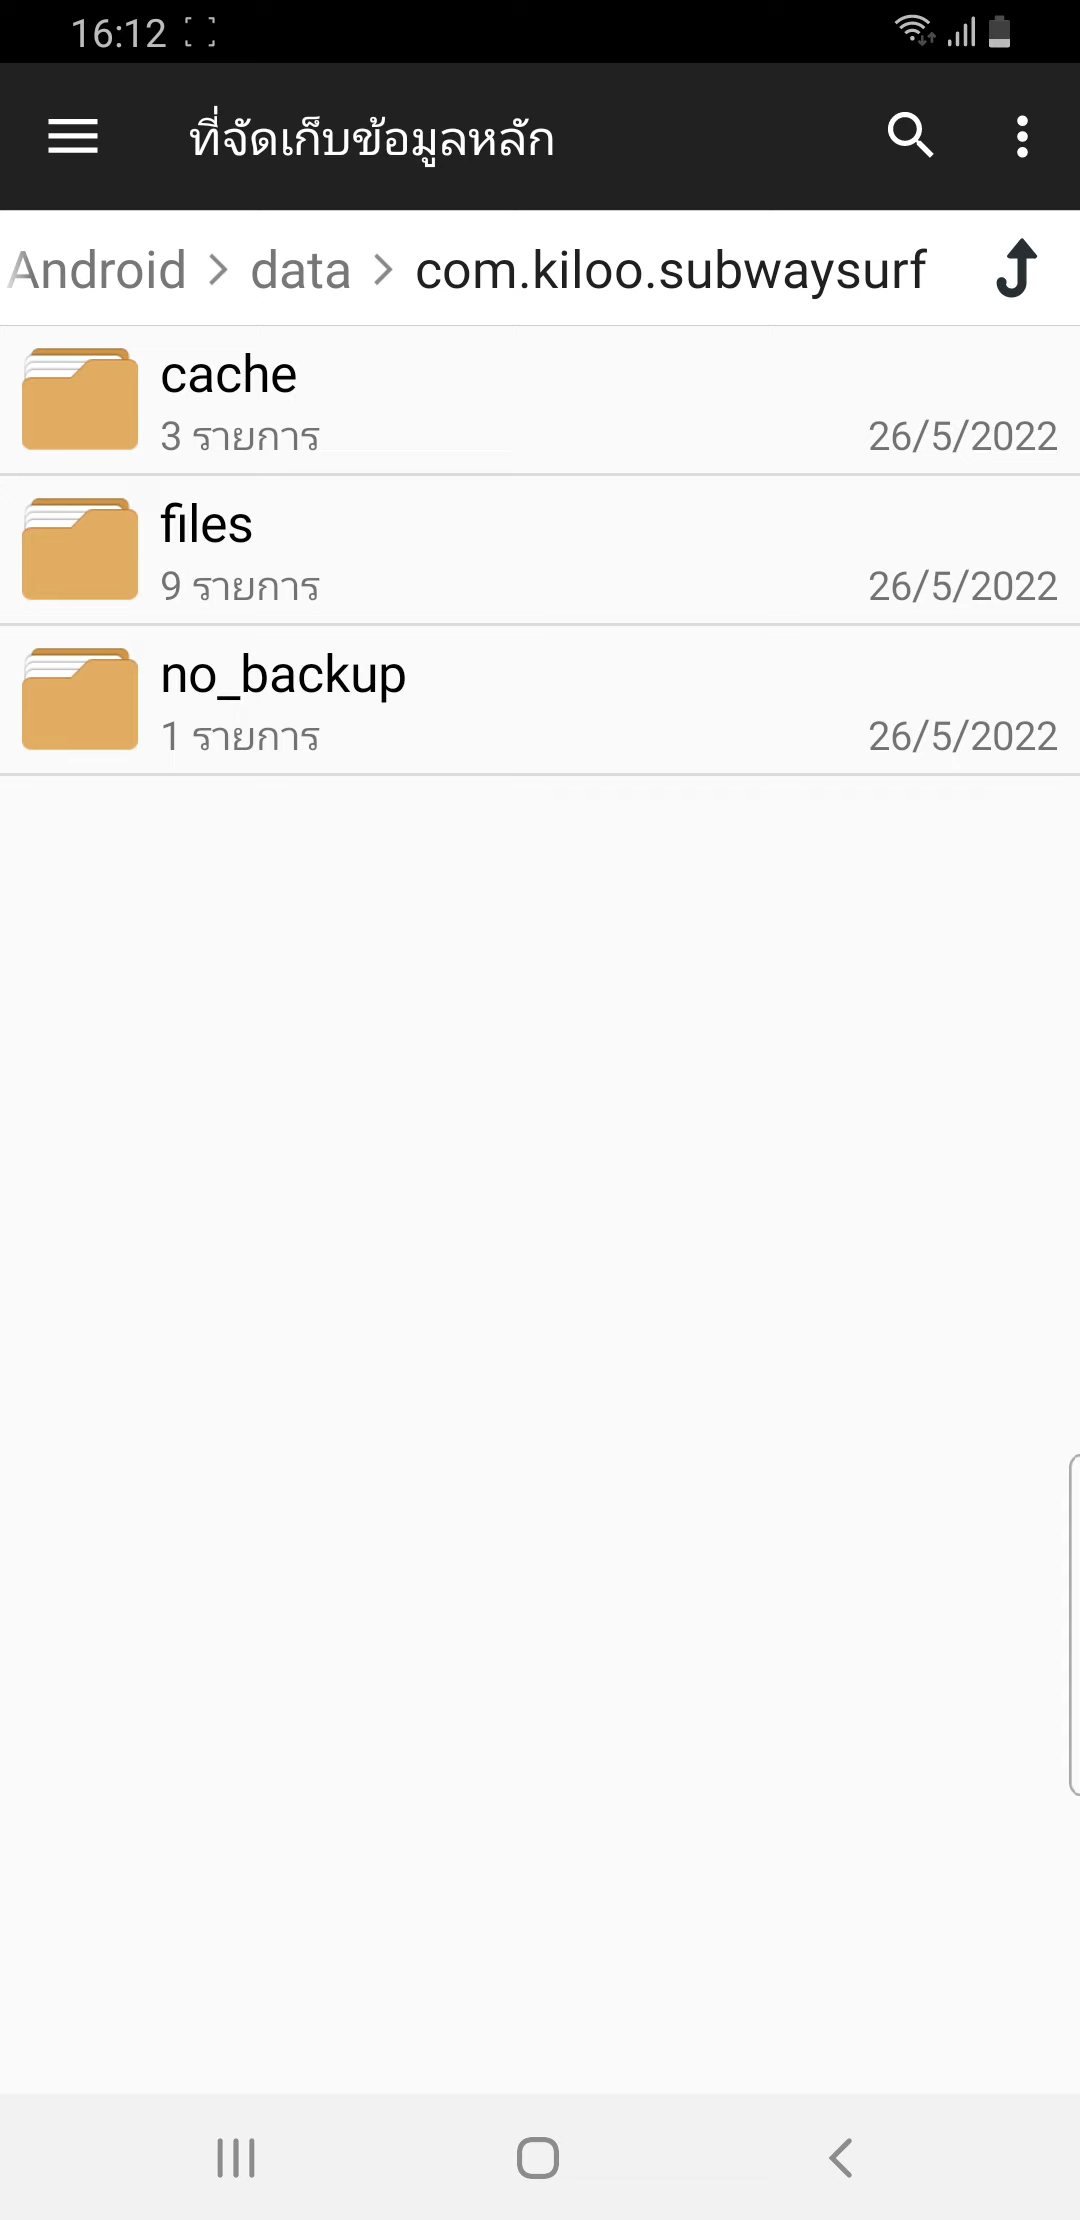 16:12
ที่จัดเก็บข้อมูลหลัก
Android > data > com.kiloo.subwaysurf
cache
3 รายการ 26/5/2022
files
9 รายการ 26/5/2022
no_backup
1 รายการ 26/5/2022